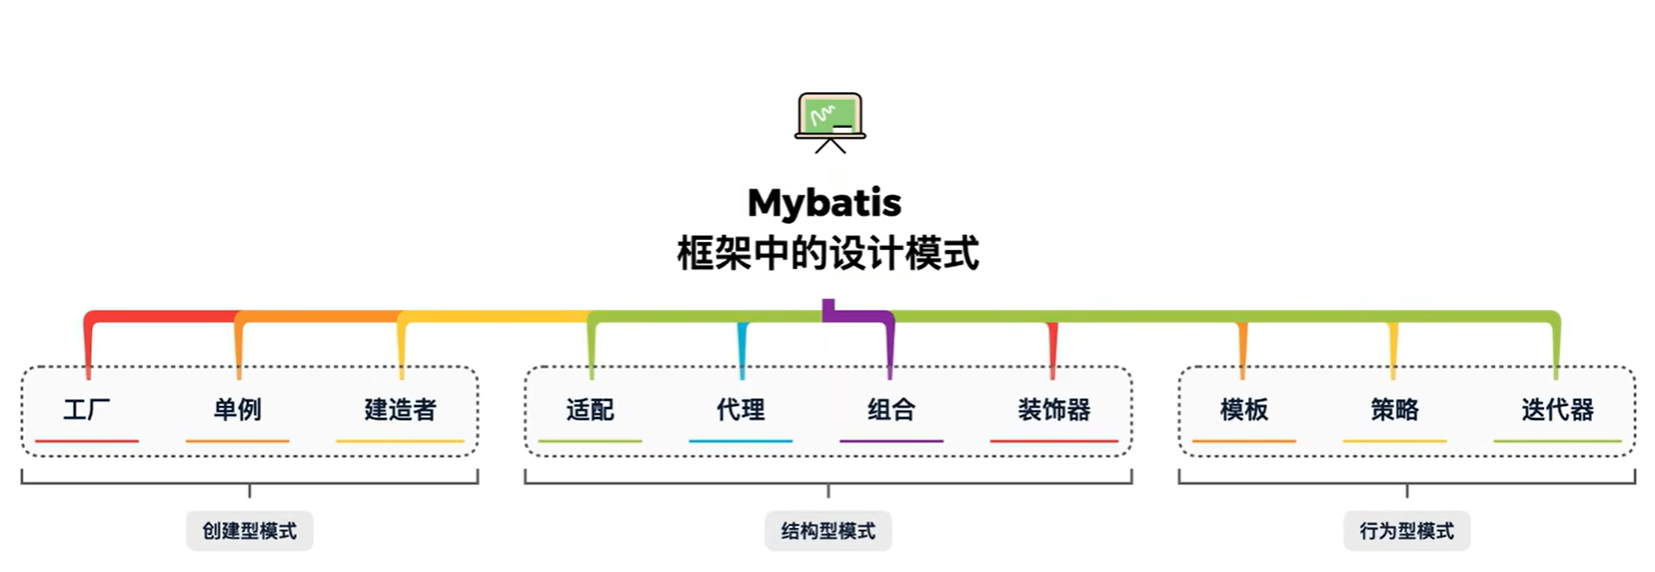 Mybatis
框架中的设计模式
工厂 单例 建造者 适配 代理 组合 装饰器 模板 策略 迭代器
创建型模式 结构型模式 行为型模式